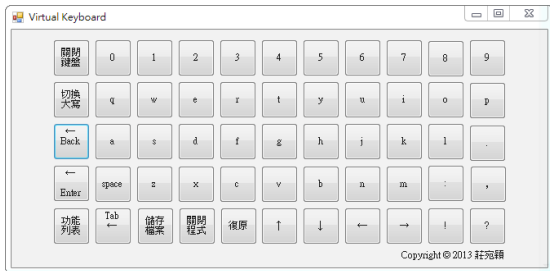 Virtual Keyboard
關閉鍵盤 0 1 2 3 4 5 6 7 8 9
切換大寫 q w e r t y u i o p
← Back a s d f g h j k l .
← Enter space z x c v b n m : ,
功能列表 Tab ← 儲存檔案 關閉程式 復原 ↑ ↓ ← → ! ?
Copyright © 2013 莊宛穎